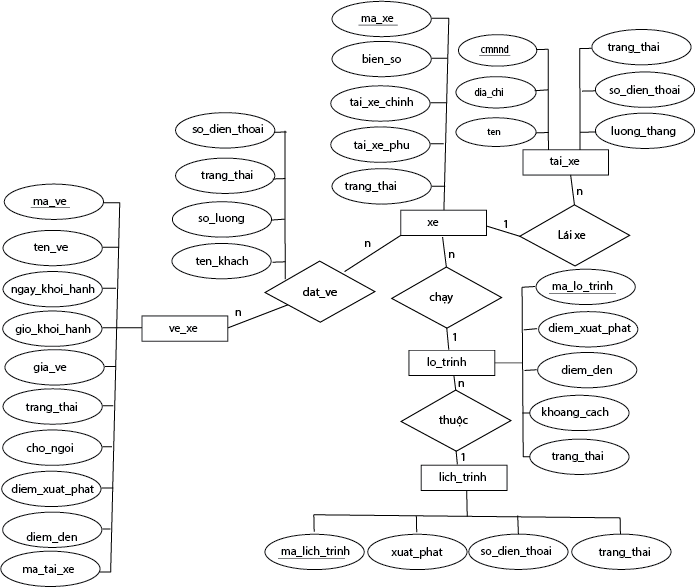 ma_xe
bien_so
tai_xe_chinh
tai_xe_phu
trang_thai
cmnnd
dia_chi
ten
trang_thai
so_dien_thoai
luong_thang
tai_xe
n
Lái xe
1
xe
so_dien_thoai
trang_thai
so_luong
ten_khach
n
dat_ve
n
ve_xe
ma_ve
ten_ve
ngay_khoi_hanh
gio_khoi_hanh
gia_ve
trang_thai
cho_ngoi
diem_xuat_phat
diem_den
ma_tai_xe
n
chạy
1
lo_trinh
ma_lo_trinh
diem_xuat_phat
diem_den
khoang_cach
trang_thai
n
thuộc
1
lich_trinh
ma_lich_trinh
xuat_phat
so_dien_thoai
trang_thai